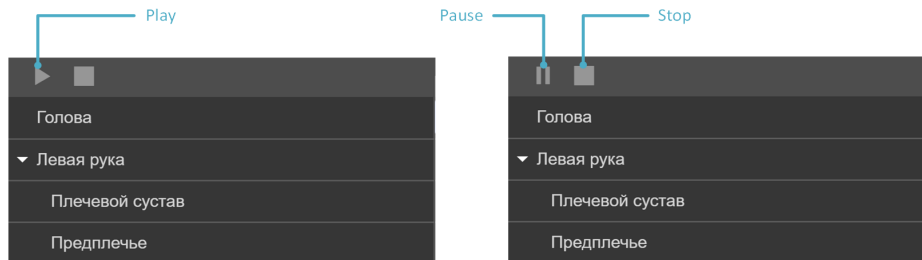 Play
Pause
Stop
Голова
Левая рука
Плечевой сустав
Предплечье
Голова
Левая рука
Плечевой сустав
Предплечье